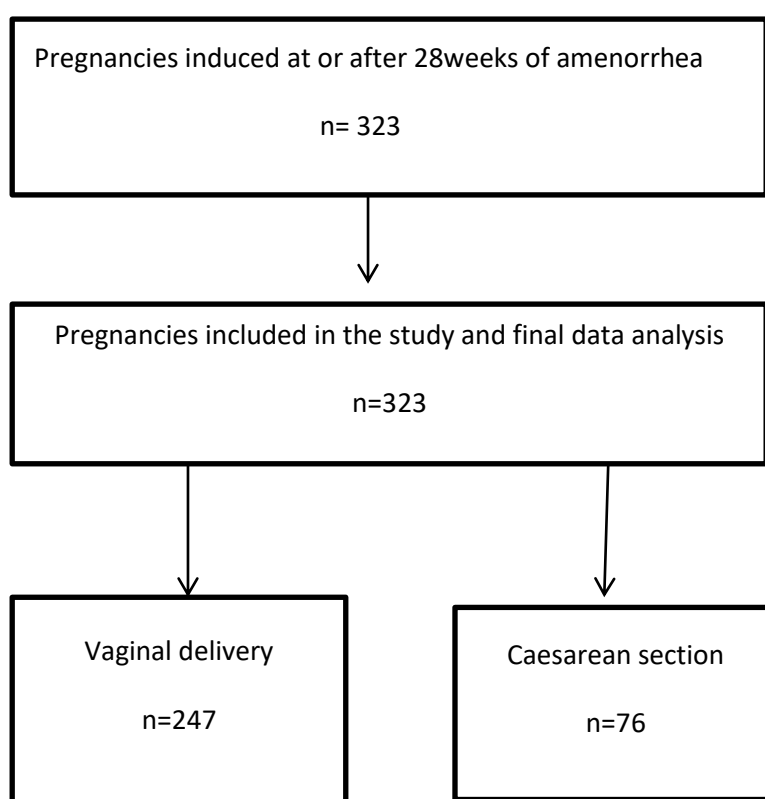 Pregnancies induced at or after 28weeks of amenorrhea
n= 323
Pregnancies included in the study and final data analysis
n=323
Vaginal delivery
n=247
Caesarean section
n=76